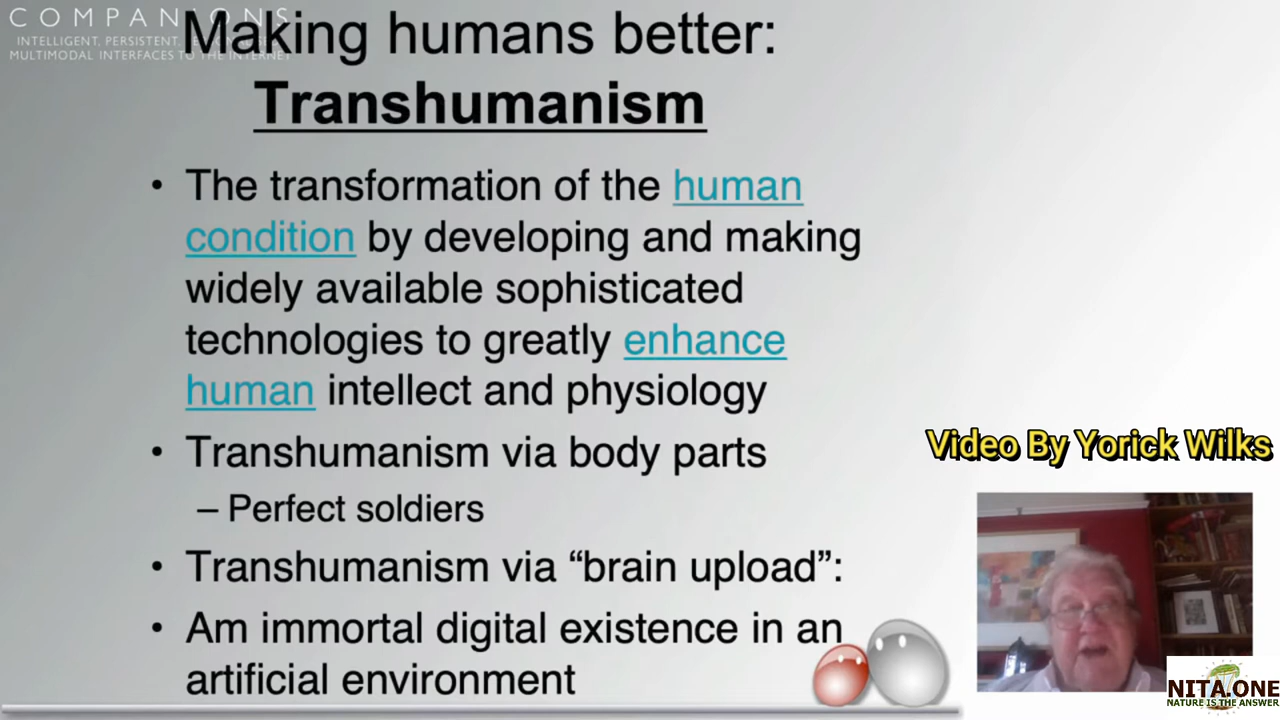 COMPANIONS
INTELLIGENT, PERSISTENT,
MULTIMODAL INTERFACES TO THE INTERNET
Making humans better:
Transhumanism
• The transformation of the human
condition by developing and making
widely available sophisticated
technologies to greatly enhance
human intellect and physiology
• Transhumanism via body parts
– Perfect soldiers
• Transhumanism via “brain upload”:
• Am immortal digital existence in an
artificial environment
Video By Yorick Wilks
NITA.ONE
NATURE IS THE ANSWER